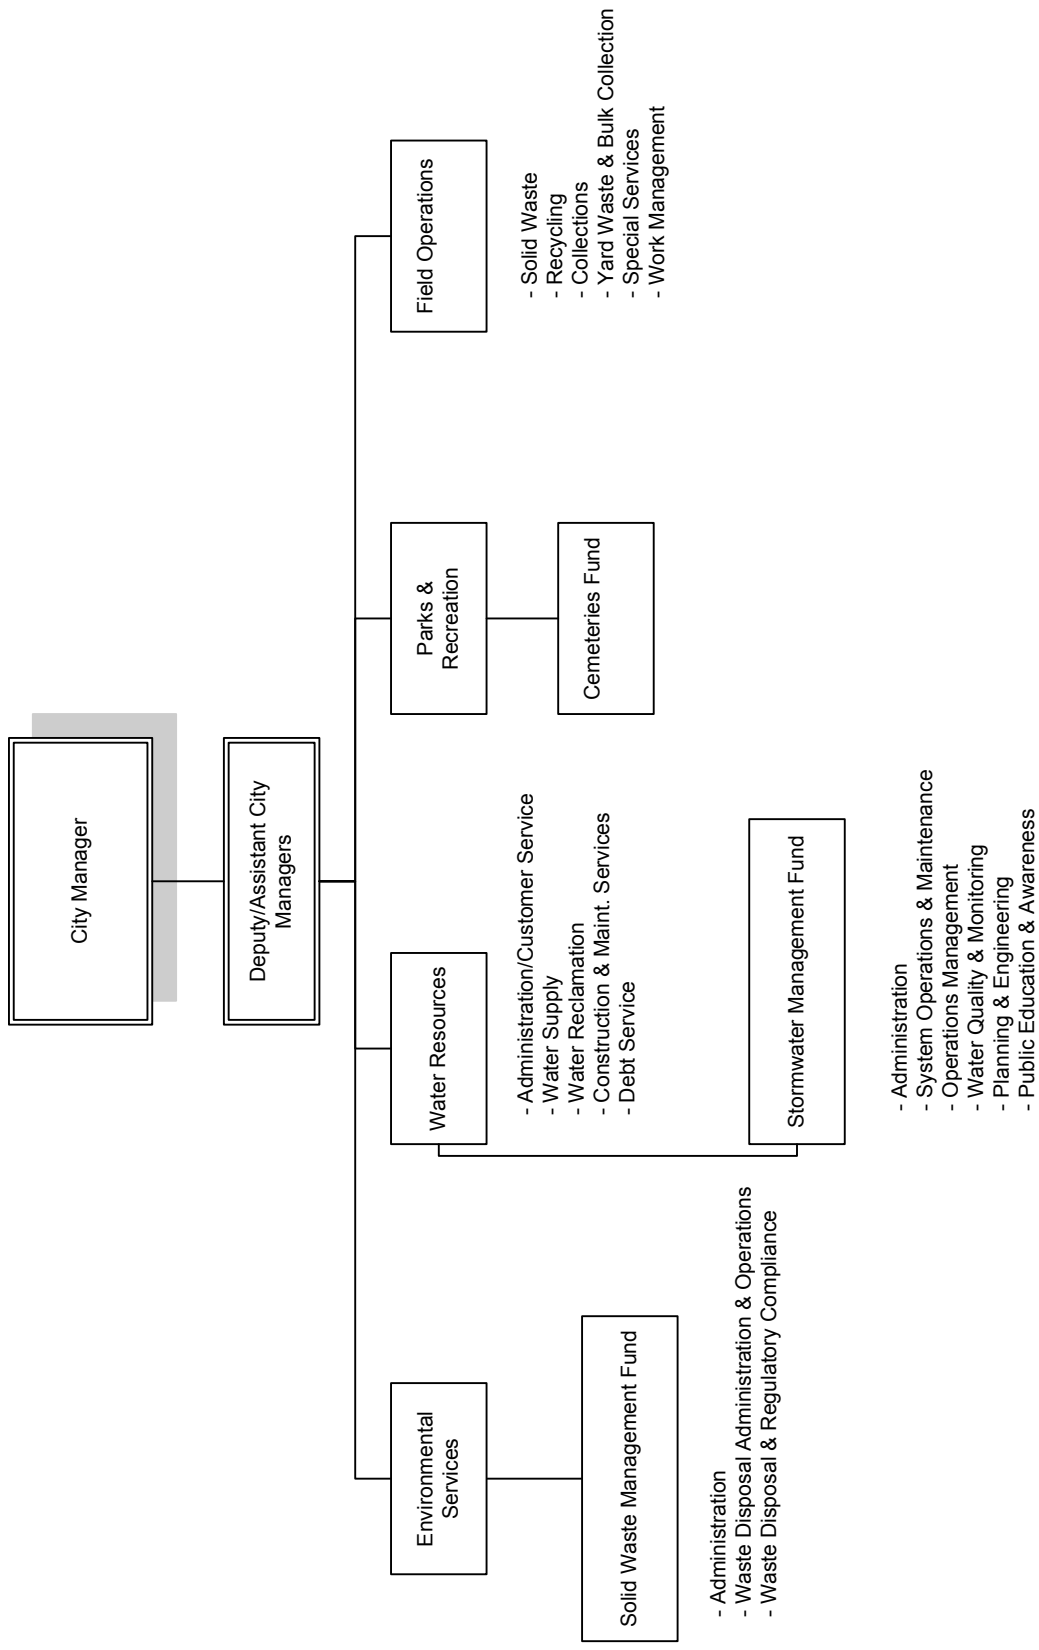 City Manager
Deputy/Assistant City
Managers
Environmental
Services
Water Resources
Parks &
Recreation
Field Operations
- Administration/Customer Service
- Water Supply
- Water Reclamation
- Construction & Maint. Services
- Debt Service
- Solid Waste
- Recycling
- Collections
- Yard Waste & Bulk Collection
- Special Services
- Work Management
Solid Waste Management Fund
Cemeteries Fund
- Administration
- Waste Disposal Administration & Operations
- Waste Disposal & Regulatory Compliance
Stormwater Management Fund
- Administration
- System Operations & Maintenance
- Operations Management
- Water Quality & Monitoring
- Planning & Engineering
- Public Education & Awareness